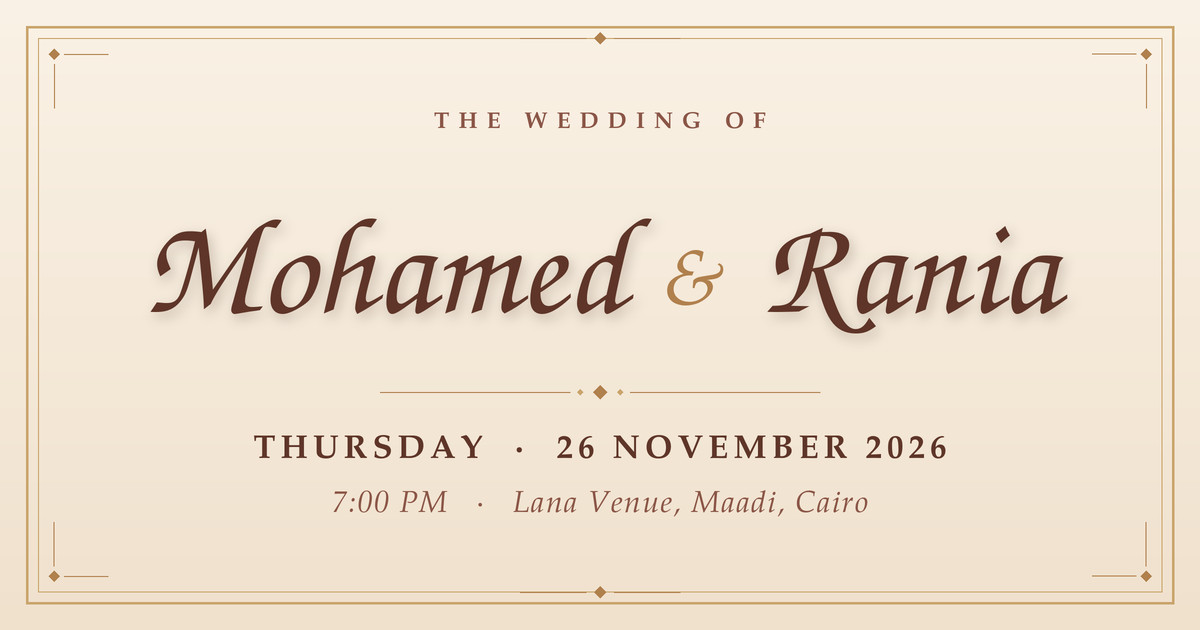 THE WEDDING OF
Mohamed & Rania
THURSDAY · 26 NOVEMBER 2026
7:00 PM · Lana Venue, Maadi, Cairo